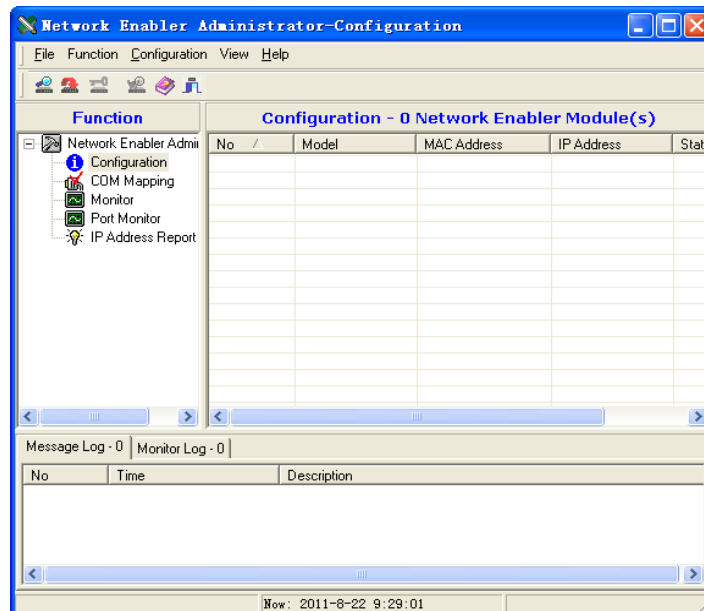 Network Enabler Administrator-Configuration
File Function Configuration View Help
Function
Network Enabler Admi
Configuration
COM Mapping
Monitor
Port Monitor
IP Address Report
Configuration - 0 Network Enabler Module(s)
No Model MAC Address IP Address Stat
Message Log - 0 Monitor Log - 0
No Time Description
Now: 2011-8-22 9:29:01